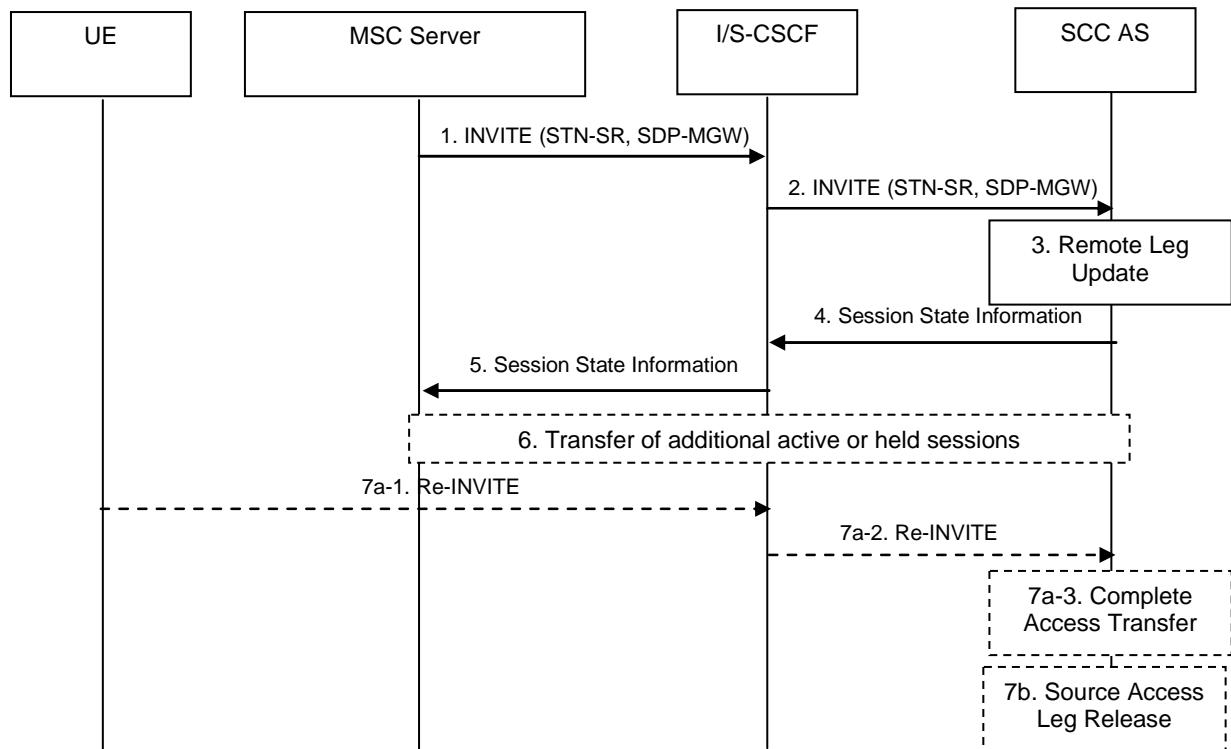 UE
MSC Server
I/S-CSCF
SCC AS
1. INVITE (STN-SR, SDP-MGW)
2. INVITE (STN-SR, SDP-MGW)
3. Remote Leg
Update
4. Session State Information
5. Session State Information
6. Transfer of additional active or held sessions
7a-1. Re-INVITE
7a-2. Re-INVITE
7a-3. Complete
Access Transfer
7b. Source Access
Leg Release